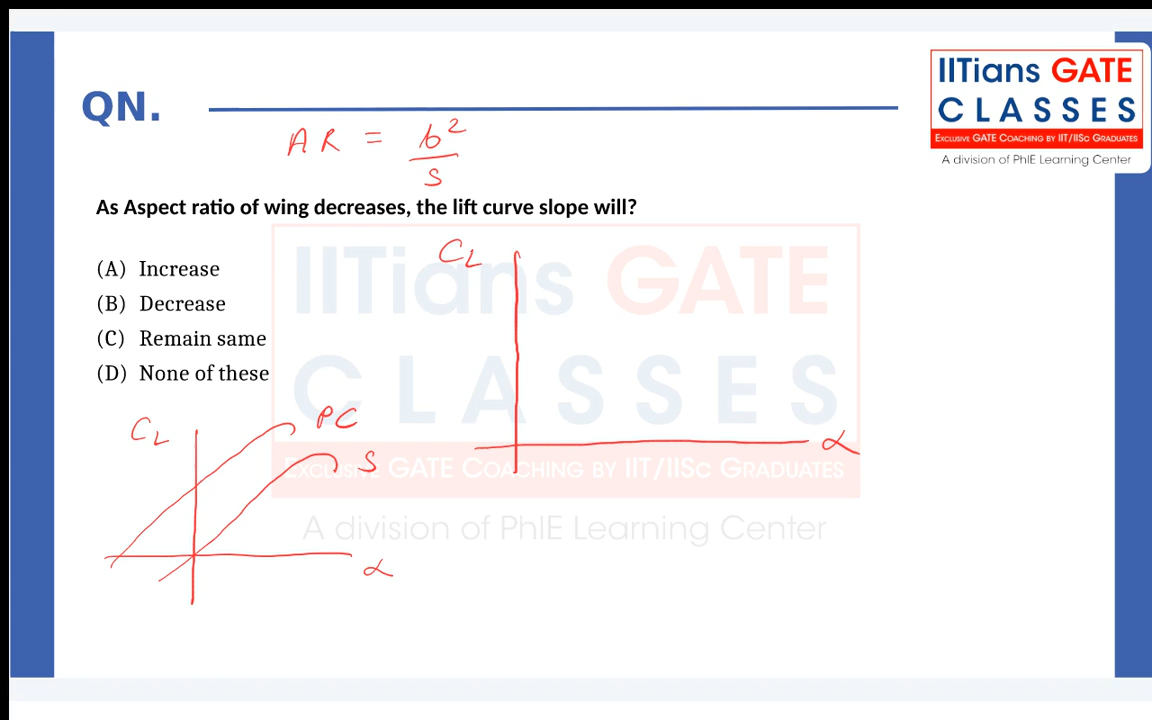 QN.
IITians GATE
CLASSES
EXCLUSIVE GATE COACHING BY IIT/IISc GRADUATES
A division of PhIE Learning Center
AR = b²/S
As Aspect ratio of wing decreases, the lift curve slope will?
(A) Increase
(B) Decrease
(C) Remain same
(D) None of these
CL
α
CL
PC
S
α
IITians GATE
CLASSES
EXCLUSIVE GATE COACHING BY IIT/IISc GRADUATES
A division of PhIE Learning Center